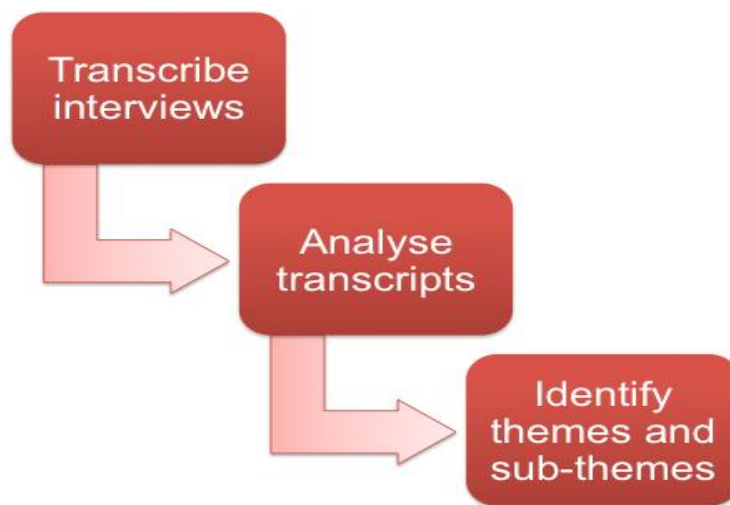 Transcribe
interviews
Analyse
transcripts
Identify
themes and
sub-themes